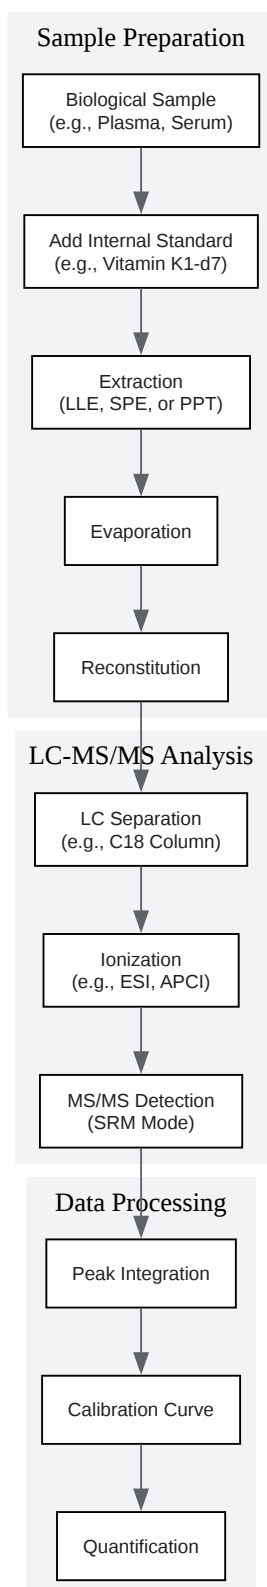 Sample Preparation
Biological Sample
(e.g., Plasma, Serum)
Add Internal Standard
(e.g., Vitamin K1-d7)
Extraction
(LLE, SPE, or PPT)
Evaporation
Reconstitution
LC-MS/MS Analysis
LC Separation
(e.g., C18 Column)
Ionization
(e.g., ESI, APCI)
MS/MS Detection
(SRM Mode)
Data Processing
Peak Integration
Calibration Curve
Quantification